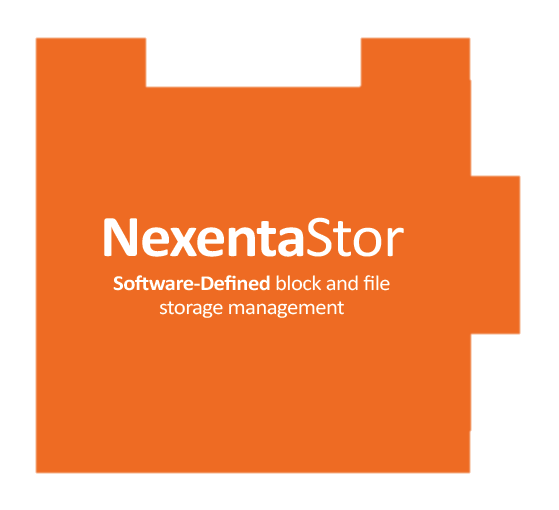 NexentaStor
Software-Defined block and file
storage management